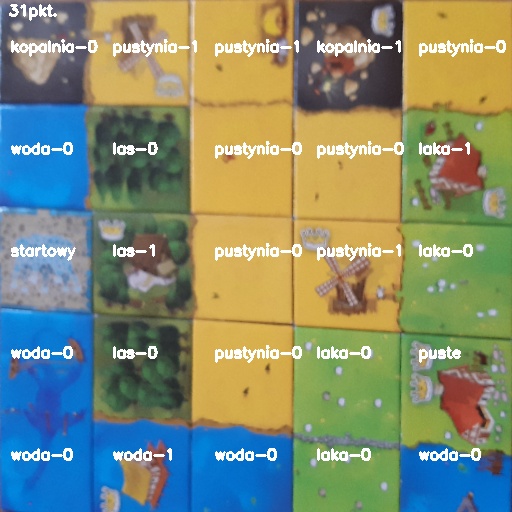 31pkt.
kopalnia-0 pustynia-1 pustynia-1 kopalnia-1 pustynia-0
woda-0 las-0 pustynia-0 pustynia-0 laka-1
startowy las-1 pustynia-0 pustynia-1 laka-0
woda-0 las-0 pustynia-0 laka-0 puste
woda-0 woda-1 woda-0 laka-0 woda-0